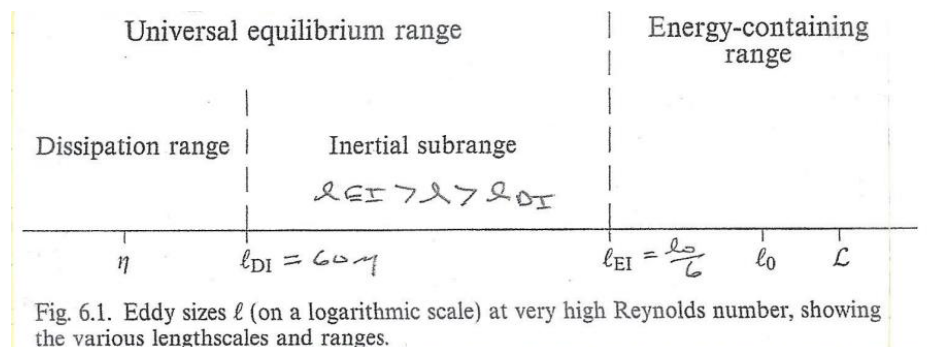 Universal equilibrium range
Energy-containing
range
Dissipation range
Inertial subrange
ℓEI > ℓ > ℓDI
η
ℓDI = 60η
ℓEI = ℓ0/6
ℓ0
L
Fig. 6.1. Eddy sizes ℓ (on a logarithmic scale) at very high Reynolds number, showing
the various lengthscales and ranges.